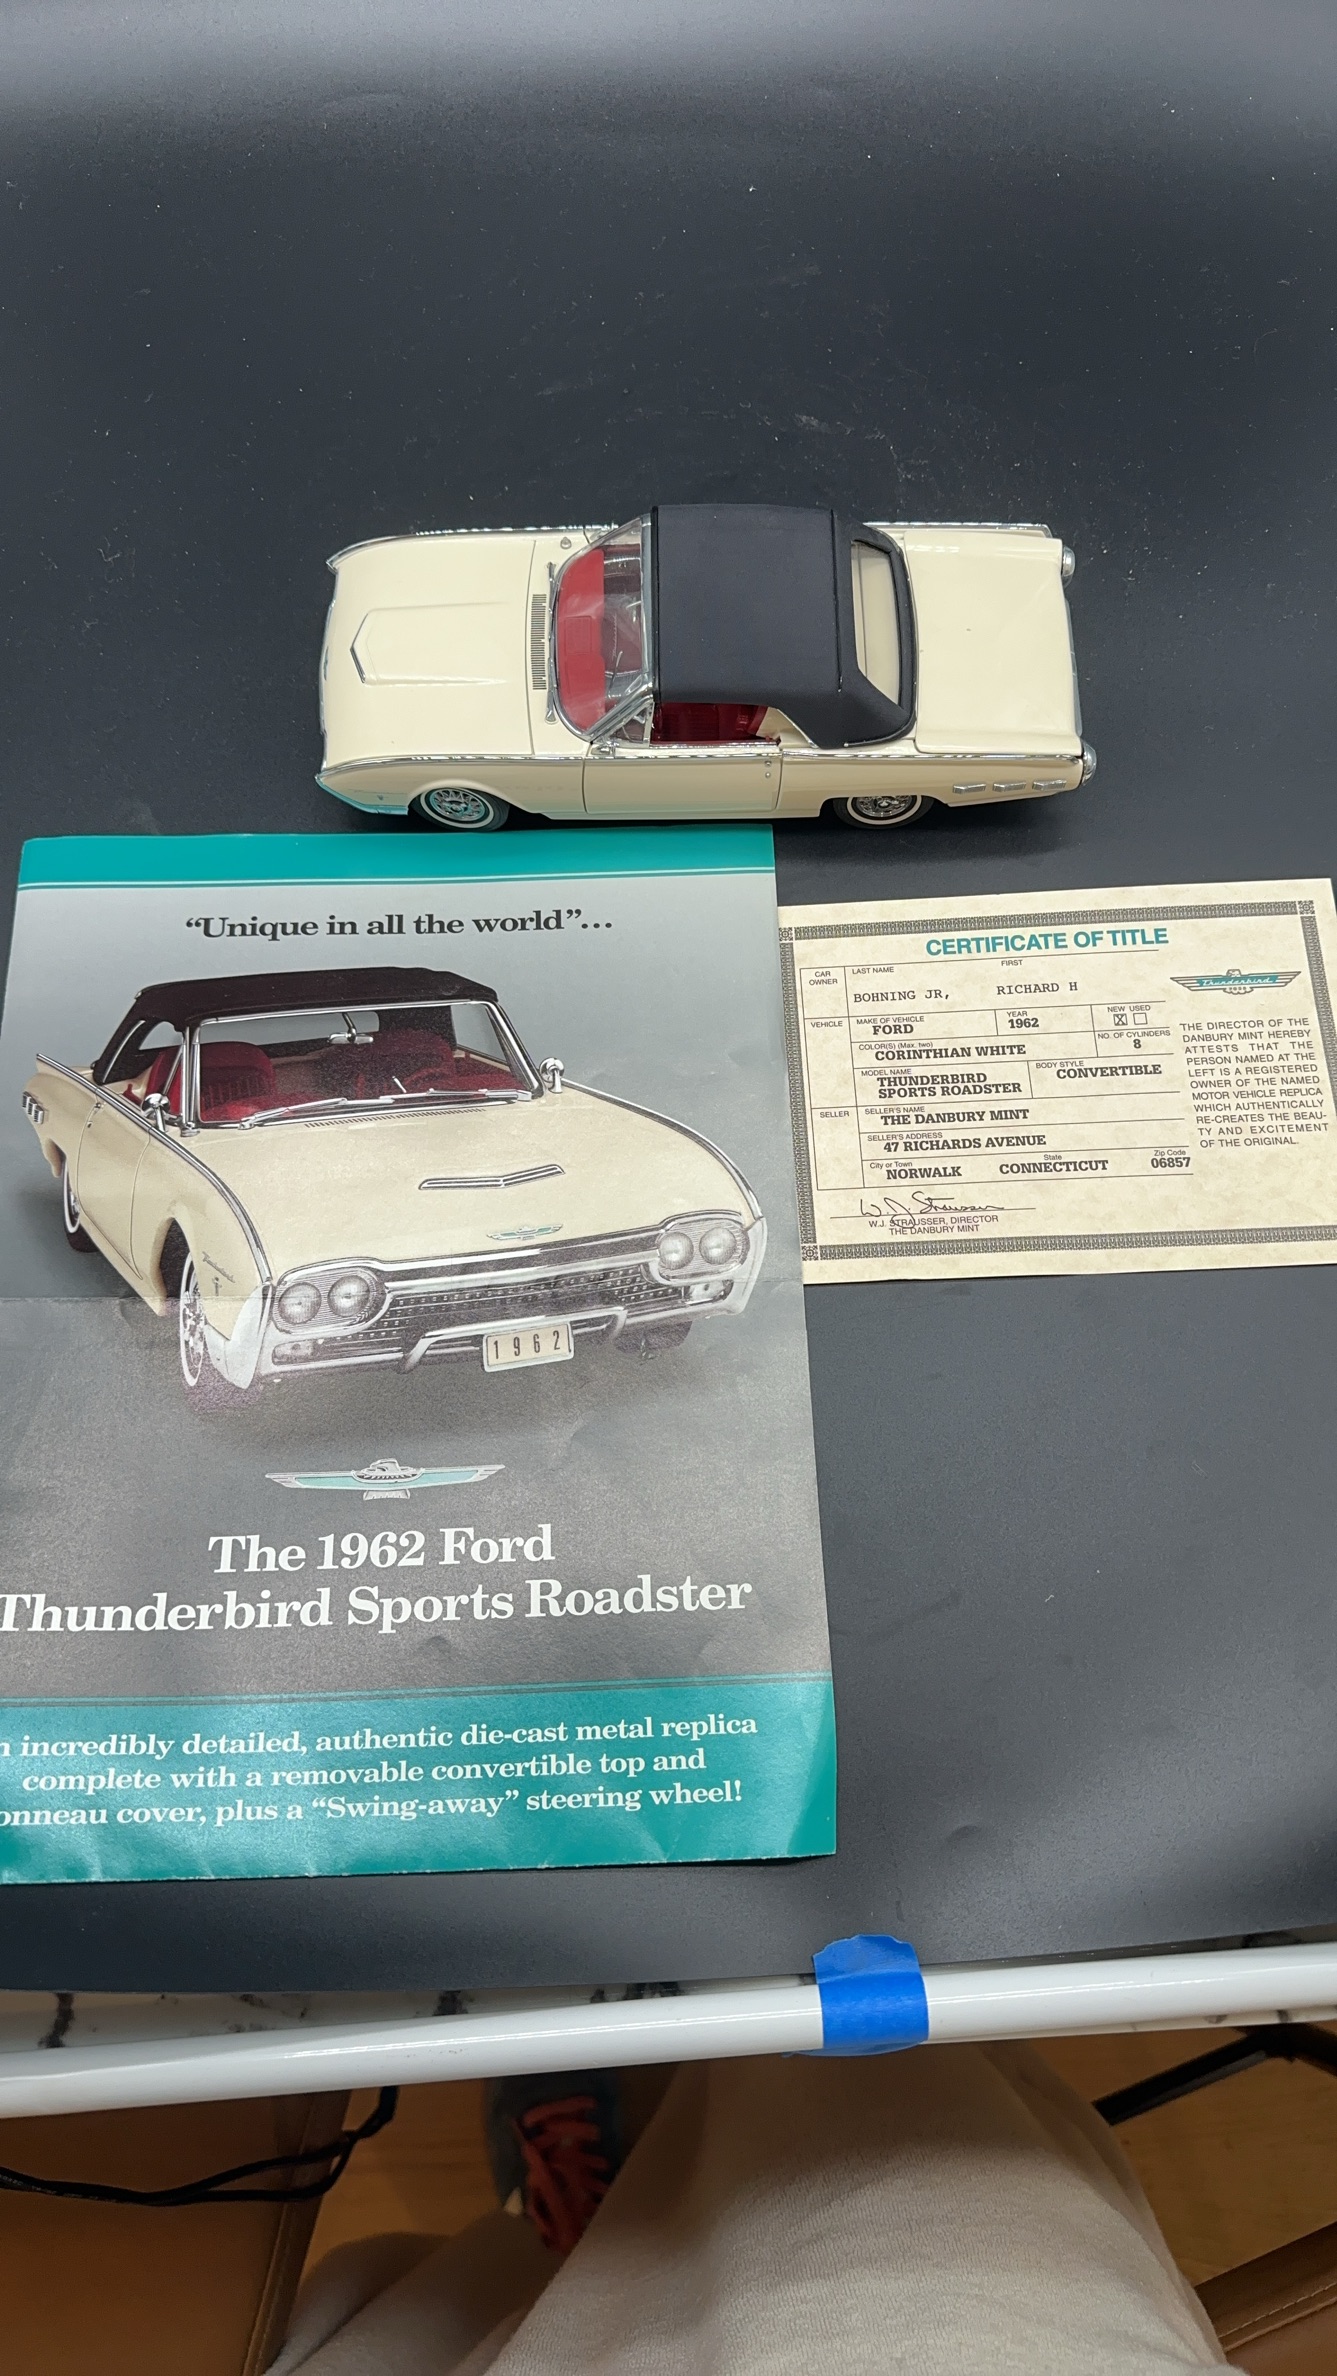 "Unique in all the world"...
1962
The 1962 Ford
Thunderbird Sports Roadster
incredibly detailed, authentic die-cast metal replica
complete with a removable convertible top and
onneau cover, plus a "Swing-away" steering wheel!
CERTIFICATE OF TITLE
CAR OWNER
LAST NAME
FIRST
BOHNING JR, RICHARD H
VEHICLE
MAKE OF VEHICLE
FORD
YEAR
1962
NEW USED
X
COLOR(S) (Max. two)
CORINTHIAN WHITE
NO. OF CYLINDERS
8
MODEL NAME
THUNDERBIRD
SPORTS ROADSTER
BODY STYLE
CONVERTIBLE
SELLER
SELLER'S NAME
THE DANBURY MINT
SELLER'S ADDRESS
47 RICHARDS AVENUE
City or Town
NORWALK
State
CONNECTICUT
Zip Code
06857
W.J. Strausser
W.J. STRAUSSER, DIRECTOR
THE DANBURY MINT
Thunderbird
THE DIRECTOR OF THE
DANBURY MINT HEREBY
ATTESTS THAT THE
PERSON NAMED AT THE
LEFT IS A REGISTERED
OWNER OF THE NAMED
MOTOR VEHICLE REPLICA
WHICH AUTHENTICALLY
RE-CREATES THE BEAU-
TY AND EXCITEMENT
OF THE ORIGINAL.